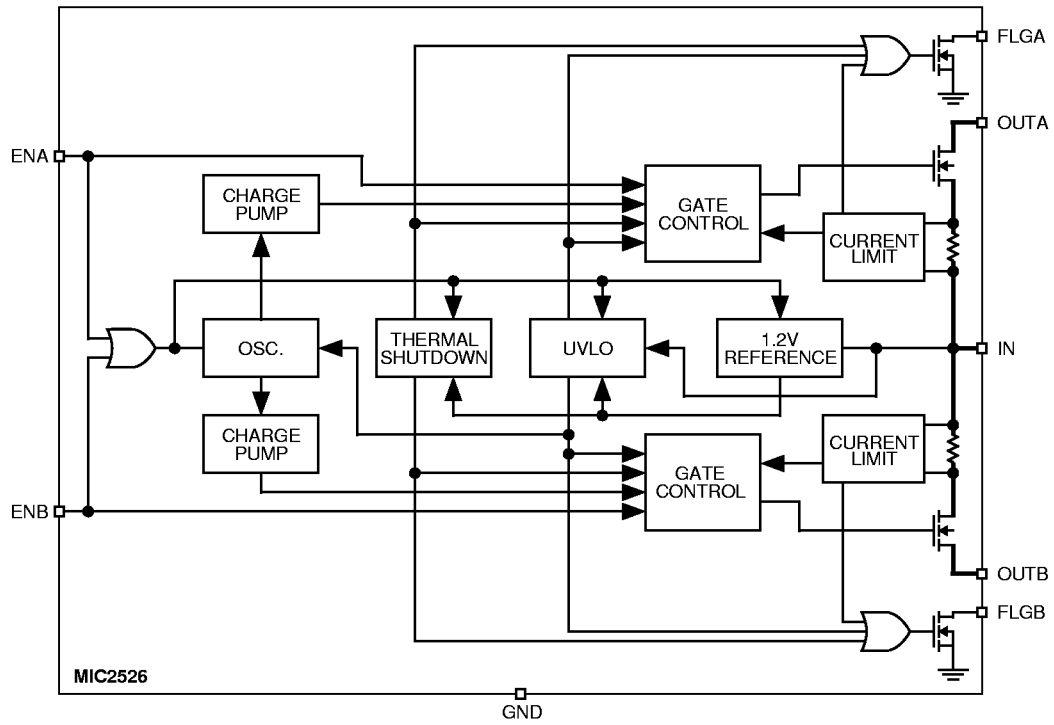 FLGA
OUTA
ENA
CHARGE
PUMP
GATE
CONTROL
CURRENT
LIMIT
OSC.
THERMAL
SHUTDOWN
UVLO
1.2V
REFERENCE
IN
CHARGE
PUMP
GATE
CONTROL
CURRENT
LIMIT
ENB
OUTB
FLGB
MIC2526
GND